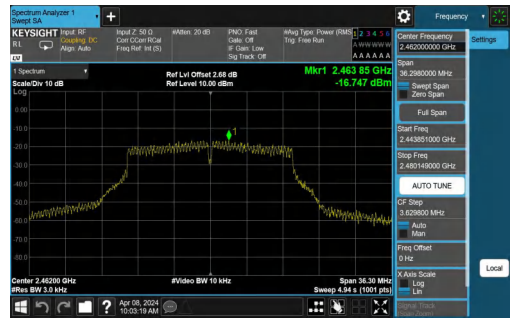 Spectrum Analyzer 1
Swept SA
+
Frequency
KEYSIGHT
RL
Input: RF
Coupling: DC
Align: Auto
Input Z: 50 Ω
Corr CCorr RCal
Freq Ref: Int (S)
#Atten: 20 dB
PNO: Fast
Gate: Off
IF Gain: Low
Sig Track: Off
#Avg Type: Power (RMS
Trig: Free Run
1 2 3 4 5 6
A W W W W W
A A A A A A
LVI
1 Spectrum
Scale/Div 10 dB
Log
Ref Lvl Offset 2.68 dB
Ref Level 10.00 dBm
Mkr1 2.463 85 GHz
-16.747 dBm
1
0.00
-10.0
-20.0
-30.0
-40.0
-50.0
-60.0
-70.0
-80.0
Center 2.46200 GHz
#Res BW 3.0 kHz
#Video BW 10 kHz
Span 36.30 MHz
Sweep 4.94 s (1001 pts)
Center Frequency
2.462000000 GHz
Span
36.2980000 MHz
Swept Span
Zero Span
Full Span
Start Freq
2.443851000 GHz
Stop Freq
2.480149000 GHz
AUTO TUNE
CF Step
3.629800 MHz
Auto
Man
Freq Offset
0 Hz
X Axis Scale
Log
Lin
Signal Track
Settings
Local
?
Apr 08, 2024
10:03:19 AM